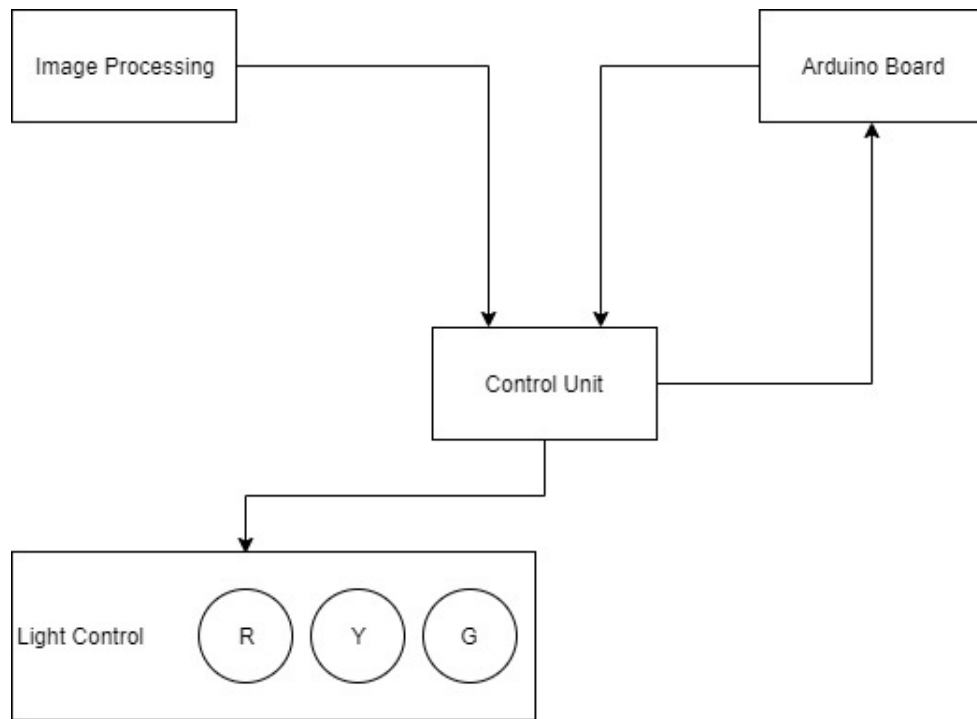 Image Processing
Arduino Board
Control Unit
Light Control
R
Y
G